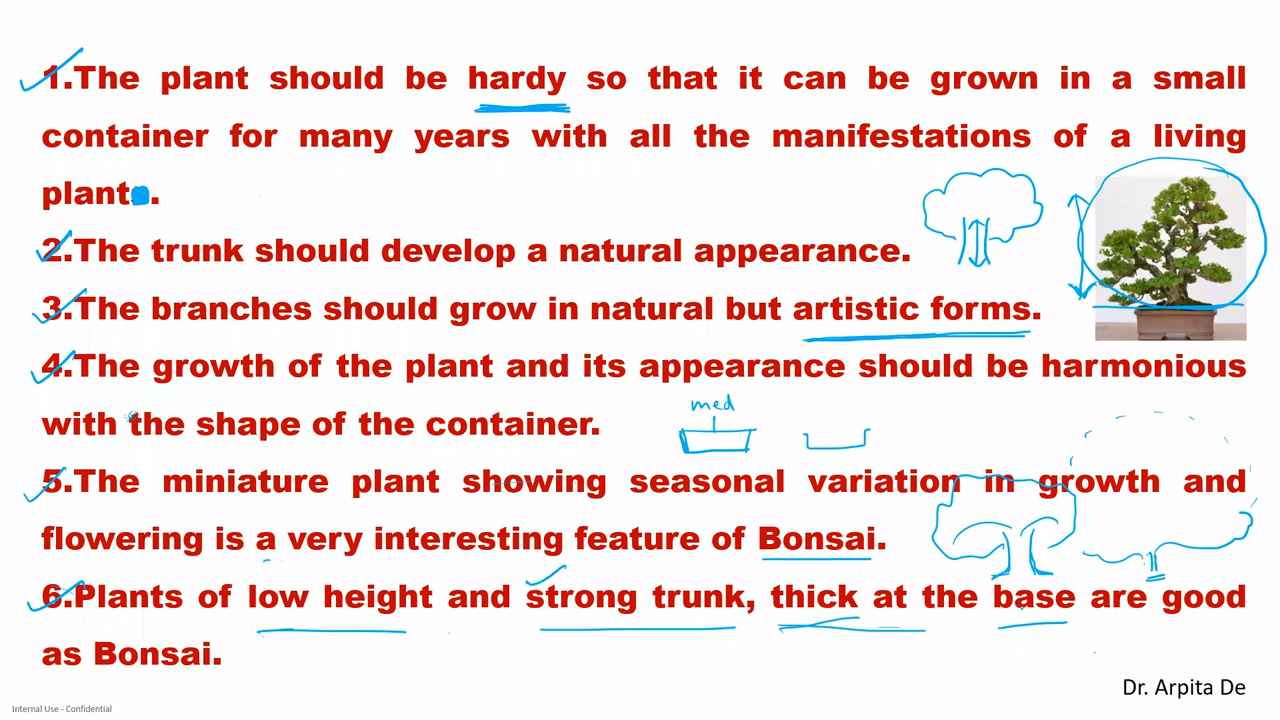 1.The plant should be hardy so that it can be grown in a small
container for many years with all the manifestations of a living
plant.
2.The trunk should develop a natural appearance.
3.The branches should grow in natural but artistic forms.
4.The growth of the plant and its appearance should be harmonious
with the shape of the container.
med
5.The miniature plant showing seasonal variation in growth and
flowering is a very interesting feature of Bonsai.
6.Plants of low height and strong trunk, thick at the base are good
as Bonsai.
Dr. Arpita De
Internal Use - Confidential